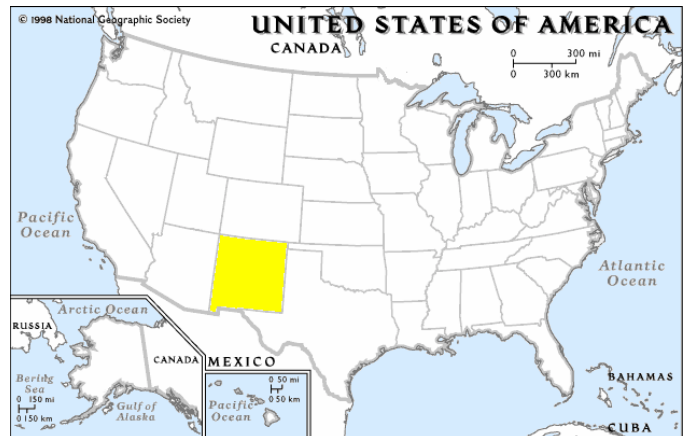 © 1998 National Geographic Society
UNITED STATES OF AMERICA
CANADA
0 300 mi
0 300 km
Pacific
Ocean
Atlantic
Ocean
Arctic Ocean
RUSSIA
CANADA
MEXICO
Bering
Sea
0 150 mi
0 150 km
Gulf of
Alaska
0 50 mi
0 50 km
Pacific
Ocean
BAHAMAS
CUBA